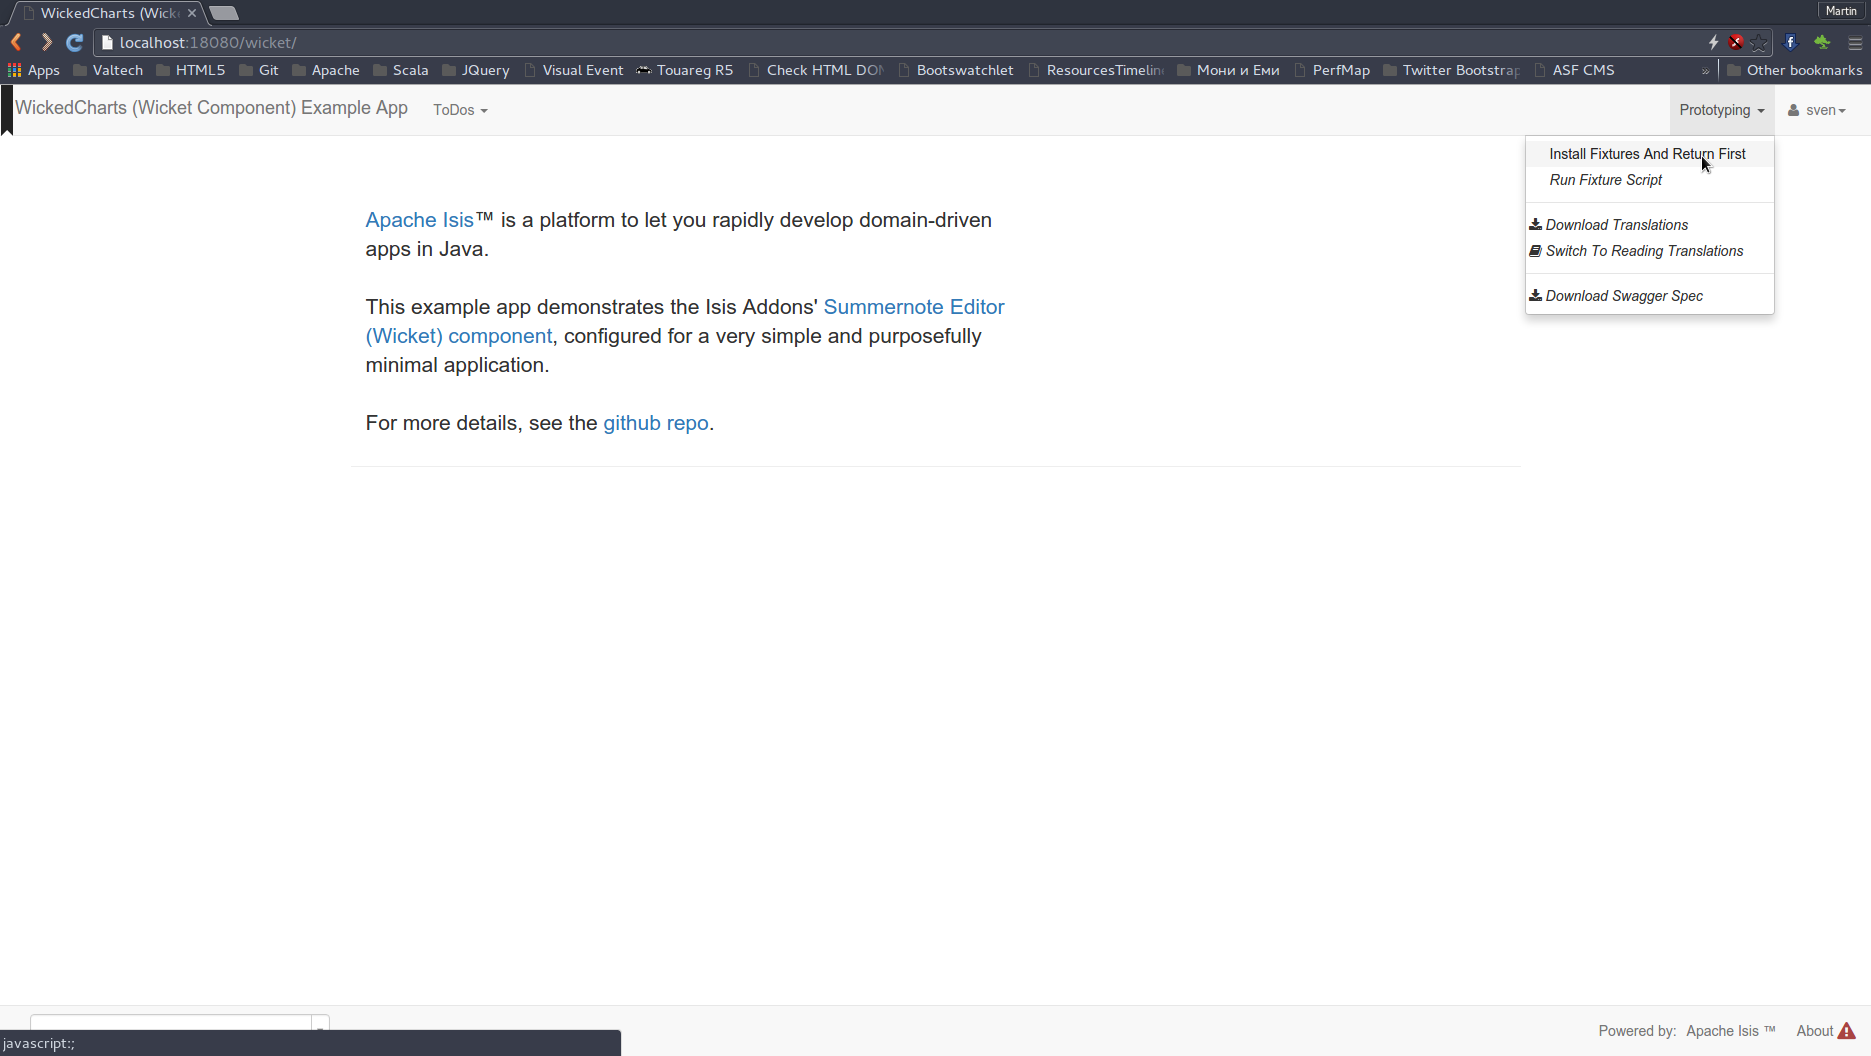 WickedCharts (Wick
Martin
localhost:18080/wicket/
Apps Valtech HTML5 Git Apache Scala JQuery Visual Event Touareg R5 Check HTML DON Bootswatchlet ResourcesTimelin Мони и Еми PerfMap Twitter Bootstrap ASF CMS » Other bookmarks
WickedCharts (Wicket Component) Example App ToDos Prototyping sven
Install Fixtures And Return First
Run Fixture Script
Download Translations
Switch To Reading Translations
Download Swagger Spec
Apache Isis™ is a platform to let you rapidly develop domain-driven
apps in Java.
This example app demonstrates the Isis Addons' Summernote Editor
(Wicket) component, configured for a very simple and purposefully
minimal application.
For more details, see the github repo.
Powered by: Apache Isis ™ About
javascript:;